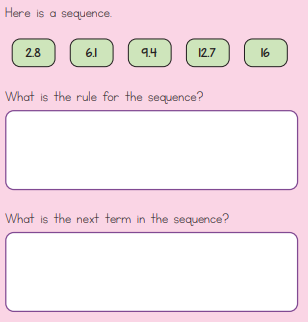 Here is a sequence.
2.8 6.1 9.4 12.7 16
What is the rule for the sequence?
What is the next term in the sequence?